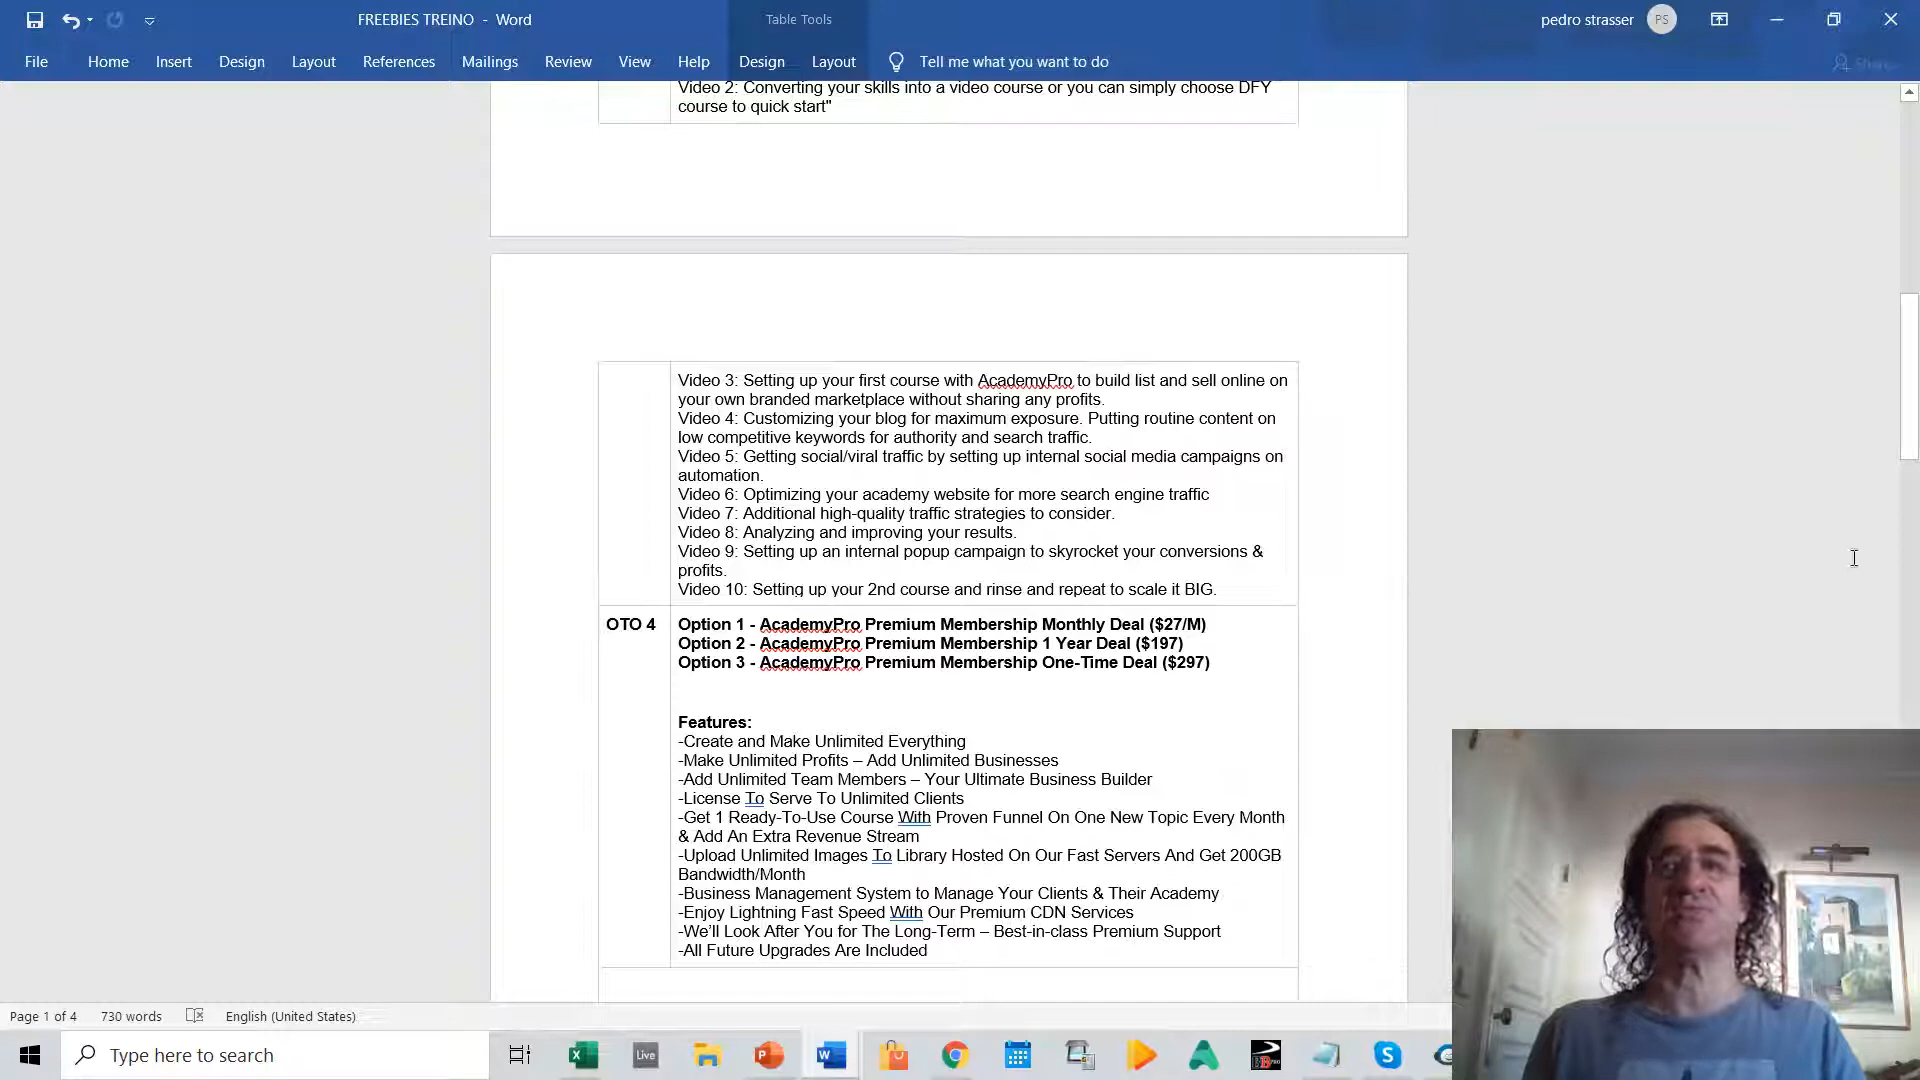 FREEBIES TREINO - Word
Table Tools
pedro strasser
PS
File
Home
Insert
Design
Layout
References
Mailings
Review
View
Help
Design
Layout
Tell me what you want to do
Share
Video 2: Converting your skills into a video course or you can simply choose DFY
course to quick start"
Video 3: Setting up your first course with AcademyPro to build list and sell online on
your own branded marketplace without sharing any profits.
Video 4: Customizing your blog for maximum exposure. Putting routine content on
low competitive keywords for authority and search traffic.
Video 5: Getting social/viral traffic by setting up internal social media campaigns on
automation.
Video 6: Optimizing your academy website for more search engine traffic
Video 7: Additional high-quality traffic strategies to consider.
Video 8: Analyzing and improving your results.
Video 9: Setting up an internal popup campaign to skyrocket your conversions &
profits.
Video 10: Setting up your 2nd course and rinse and repeat to scale it BIG.
OTO 4
Option 1 - AcademyPro Premium Membership Monthly Deal ($27/M)
Option 2 - AcademyPro Premium Membership 1 Year Deal ($197)
Option 3 - AcademyPro Premium Membership One-Time Deal ($297)
Features:
-Create and Make Unlimited Everything
-Make Unlimited Profits – Add Unlimited Businesses
-Add Unlimited Team Members – Your Ultimate Business Builder
-License To Serve To Unlimited Clients
-Get 1 Ready-To-Use Course With Proven Funnel On One New Topic Every Month
& Add An Extra Revenue Stream
-Upload Unlimited Images To Library Hosted On Our Fast Servers And Get 200GB
Bandwidth/Month
-Business Management System to Manage Your Clients & Their Academy
-Enjoy Lightning Fast Speed With Our Premium CDN Services
-We'll Look After You for The Long-Term – Best-in-class Premium Support
-All Future Upgrades Are Included
Page 1 of 4
730 words
English (United States)
Type here to search
Live